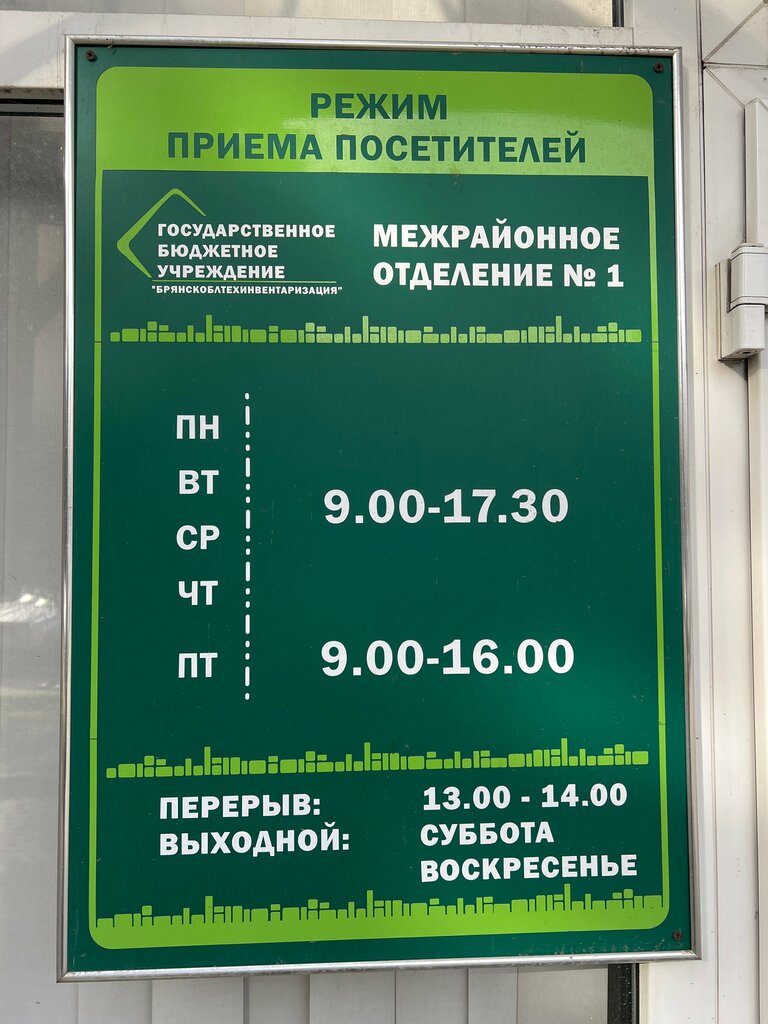 РЕЖИМ
ПРИЕМА ПОСЕТИТЕЛЕЙ
ГОСУДАРСТВЕННОЕ
БЮДЖЕТНОЕ
УЧРЕЖДЕНИЕ
"БРЯНСКОБЛТЕХИНВЕНТАРИЗАЦИЯ"
МЕЖРАЙОННОЕ
ОТДЕЛЕНИЕ № 1
ПН
ВТ
СР
ЧТ
9.00-17.30
ПТ 9.00-16.00
ПЕРЕРЫВ: 13.00 - 14.00
ВЫХОДНОЙ: СУББОТА
ВОСКРЕСЕНЬЕ